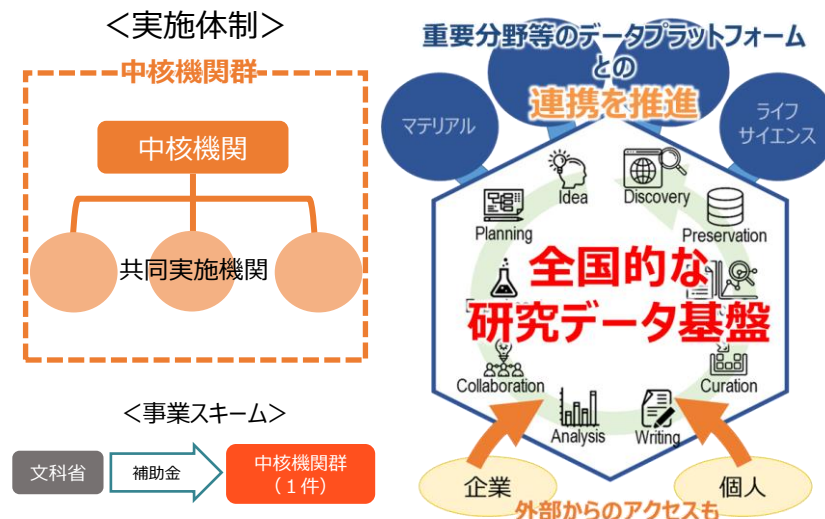 ＜実施体制＞
中核機関群
中核機関
共同実施機関
＜事業スキーム＞
文科省
補助金
中核機関群
（１件）
重要分野等のデータプラットフォーム
との
連携を推進
マテリアル
ライフ
サイエンス
Idea
Discovery
Planning
Preservation
全国的な
研究データ基盤
Collaboration
Curation
Analysis
Writing
企業
個人
外部からのアクセスも